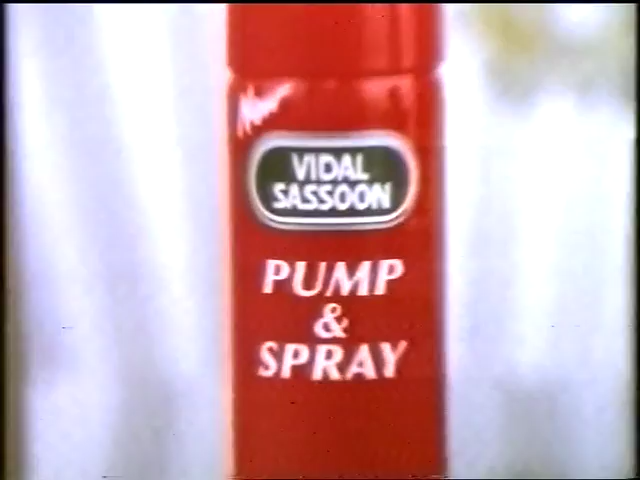 New
VIDAL
SASSOON
PUMP
&
SPRAY